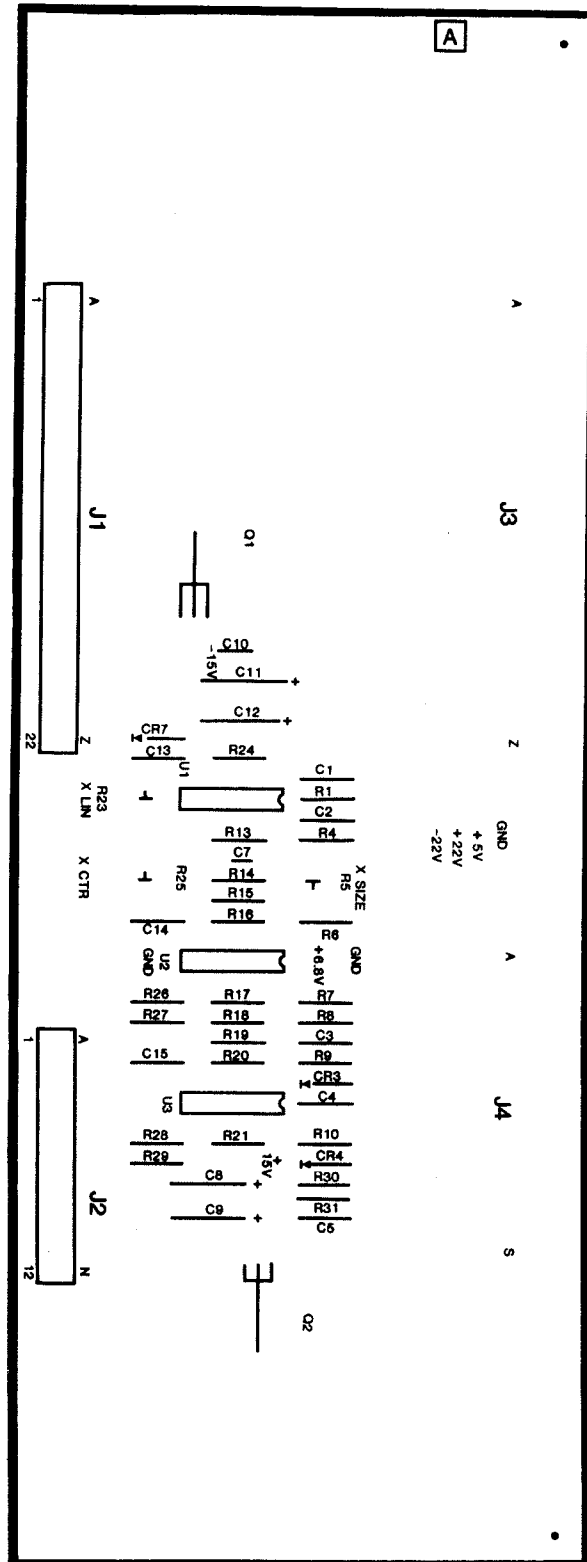 A
A
A
1
J1
J3
Q1
C10
-15V
C11
+
C12
+
CR7
Z
Z
22
C13
R24
U1
C1
R23
X LIN
R1
C2
GND
+ 5V
+ 22V
-22V
R13
R4
C7
X CTR
R25
R14
X SIZE
R5
R15
R16
C14
R6
U2
GND
+6.8V
GND
A
R26
R17
R7
R27
R18
R8
A
1
R19
C3
C15
R20
R9
CR3
U3
C4
J4
R28
R21
R10
R29
+
15V
CR4
C8
+
R30
J2
C9
+
R31
C5
S
N
12
Q2